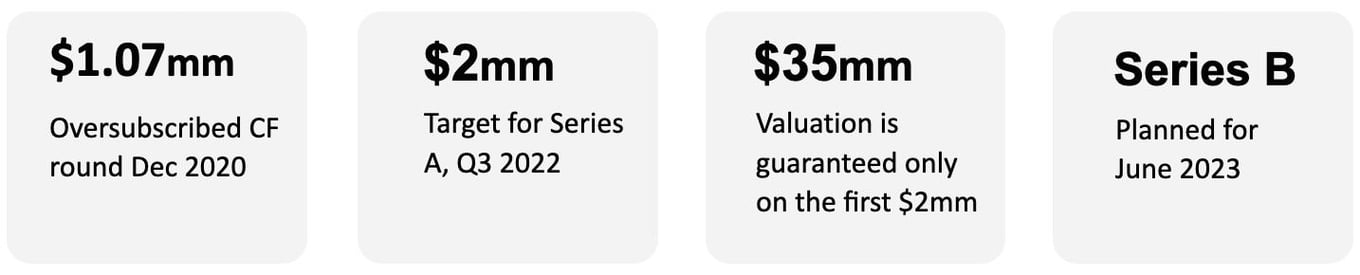 $1.07mm
Oversubscribed CF
round Dec 2020
$2mm
Target for Series
A, Q3 2022
$35mm
Valuation is
guaranteed only
on the first $2mm
Series B
Planned for
June 2023